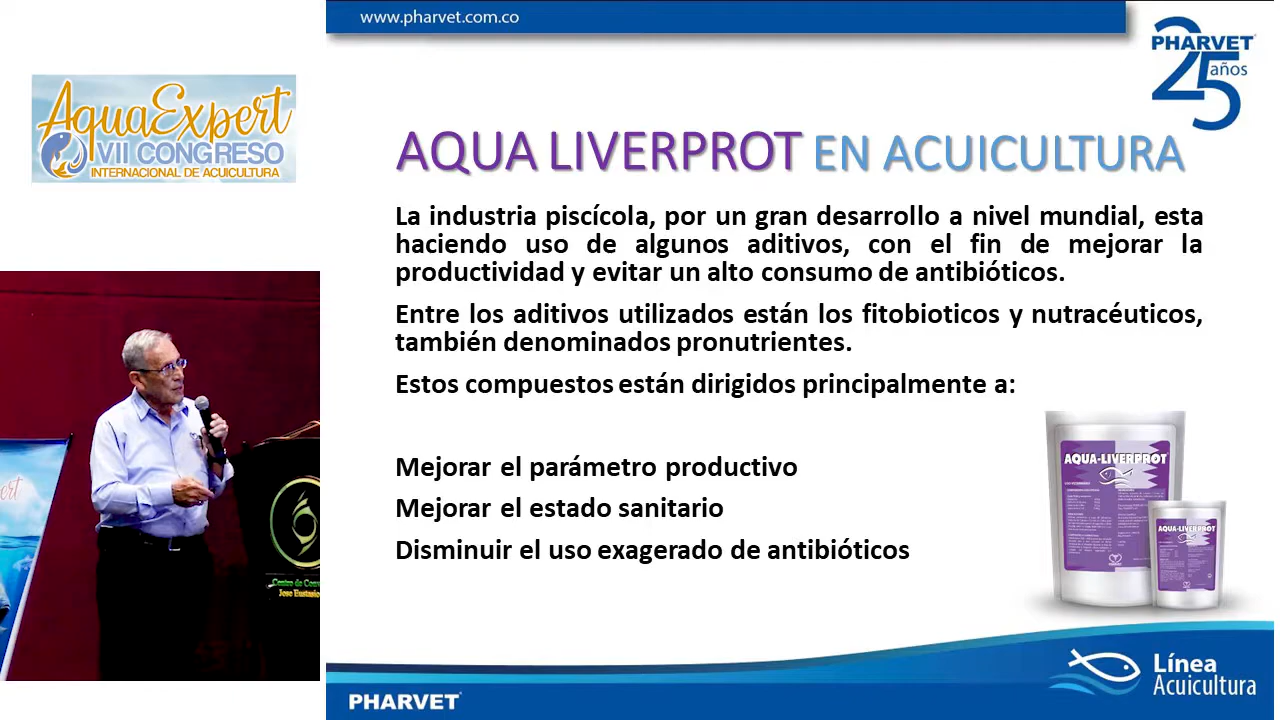 www.pharvet.com.co
PHARVET
25
años
AquaExpert
VII CONGRESO
INTERNACIONAL DE ACUICULTURA
AQUA LIVERPROT EN ACUICULTURA
La industria piscícola, por un gran desarrollo a nivel mundial, esta
haciendo uso de algunos aditivos, con el fin de mejorar la
productividad y evitar un alto consumo de antibióticos.
Entre los aditivos utilizados están los fitobioticos y nutracéuticos,
también denominados pronutrientes.
Estos compuestos están dirigidos principalmente a:
Mejorar el parámetro productivo
Mejorar el estado sanitario
Disminuir el uso exagerado de antibióticos
AQUA-LIVERPROT
AQUA-LIVERPROT
Centro de
Jose Eustasio
PHARVET
Línea
Acuicultura